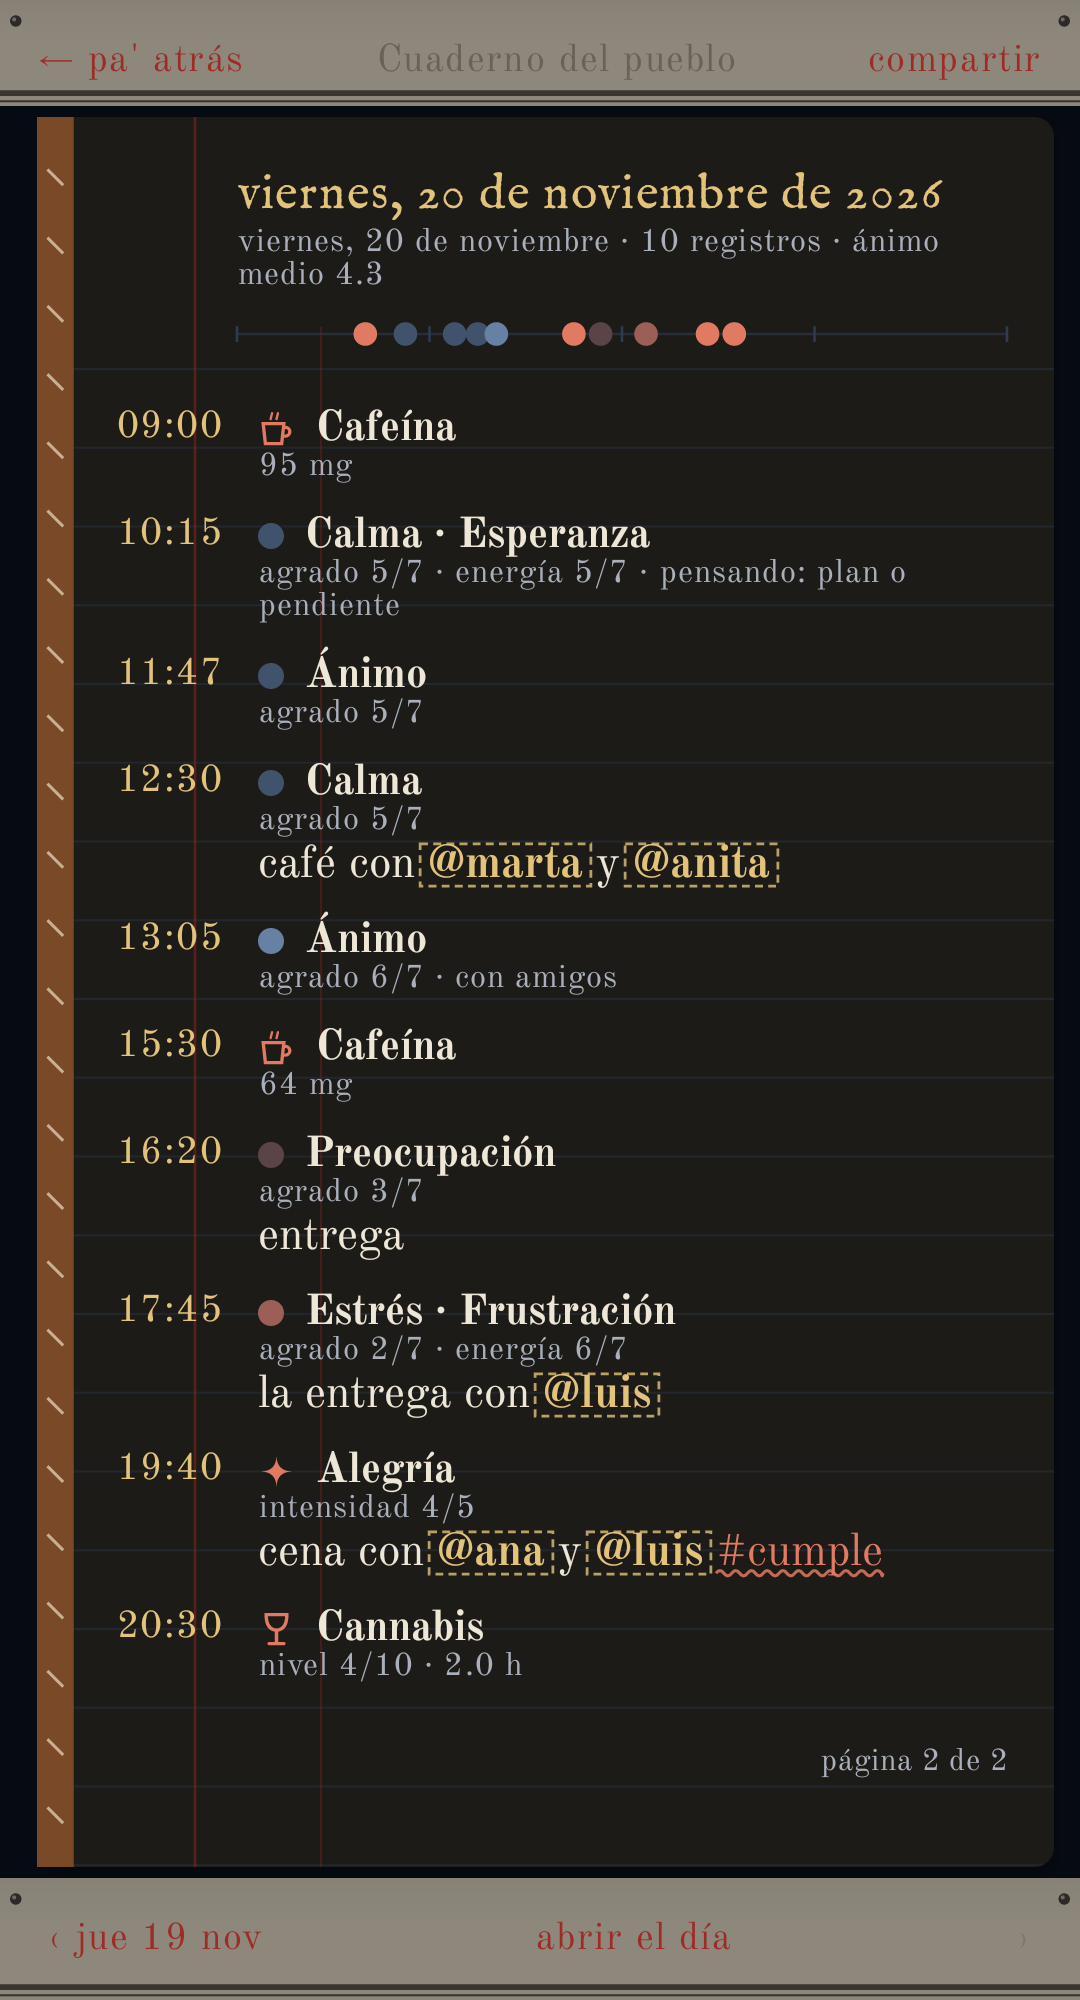 ← pa' atrás Cuaderno del pueblo compartir
viernes, 20 de noviembre de 2026
viernes, 20 de noviembre · 10 registros · ánimo
medio 4.3
09:00 Cafeína
95 mg
10:15 Calma · Esperanza
agrado 5/7 · energía 5/7 · pensando: plan o
pendiente
11:47 Ánimo
agrado 5/7
12:30 Calma
agrado 5/7
café con @marta y @anita
13:05 Ánimo
agrado 6/7 · con amigos
15:30 Cafeína
64 mg
16:20 Preocupación
agrado 3/7
entrega
17:45 Estrés · Frustración
agrado 2/7 · energía 6/7
la entrega con @luis
19:40 Alegría
intensidad 4/5
cena con @ana y @luis #cumple
20:30 Cannabis
nivel 4/10 · 2.0 h
página 2 de 2
‹ jue 19 nov abrir el día ›